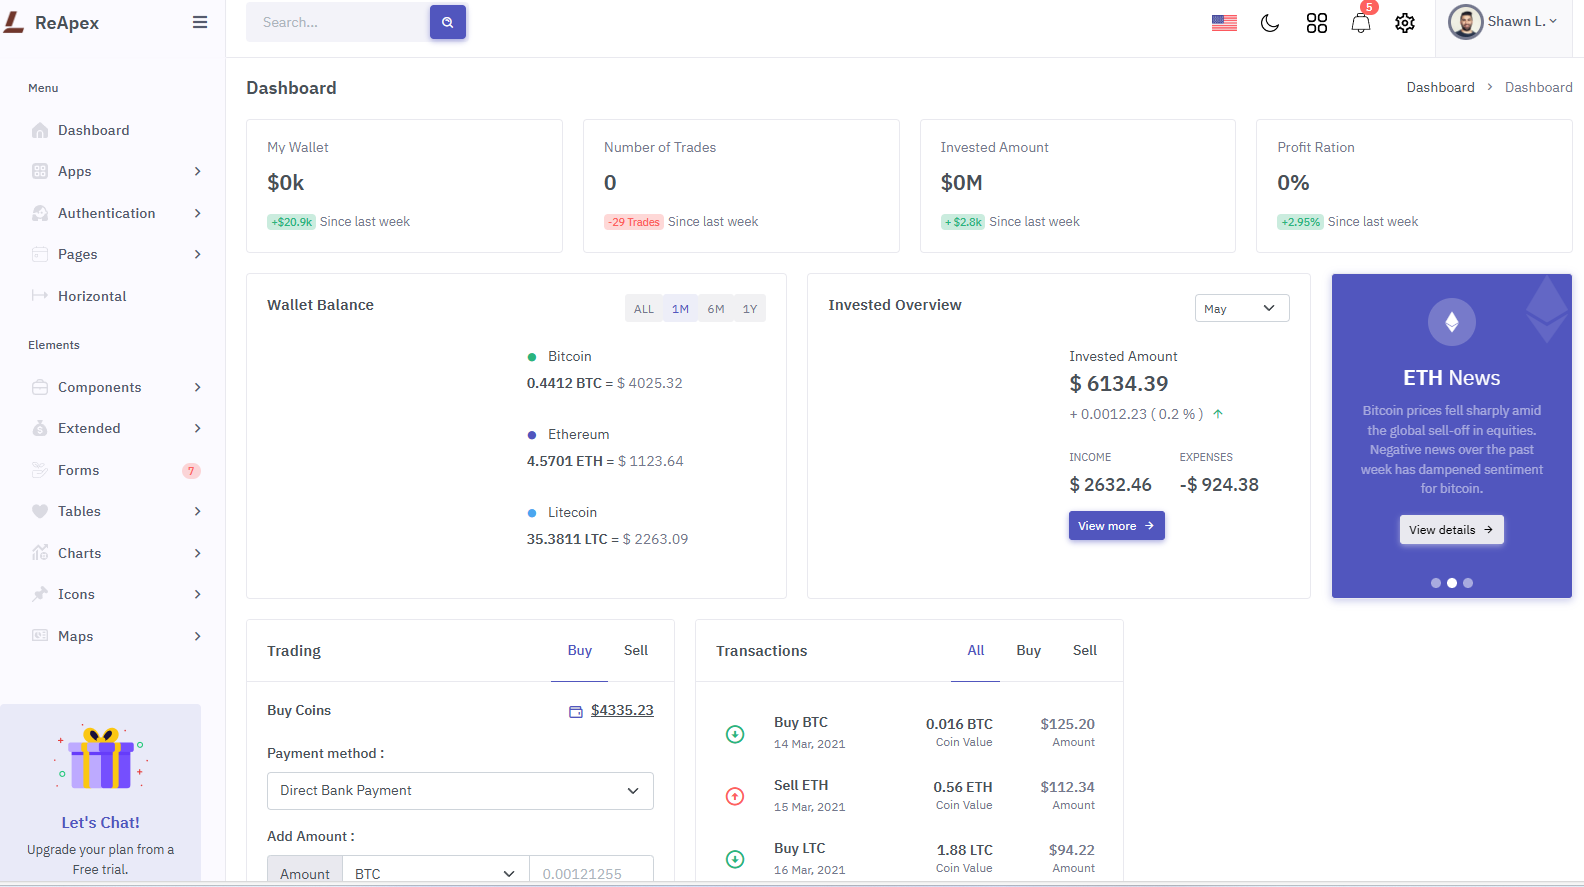 ReApex
Search...
5
Shawn L.
Menu
Dashboard
Apps
Authentication
Pages
Horizontal
Elements
Components
Extended
Forms
7
Tables
Charts
Icons
Maps
Let's Chat!
Upgrade your plan from a
Free trial.
Dashboard
Dashboard > Dashboard
My Wallet
$0k
+$20.9k Since last week
Number of Trades
0
-29 Trades Since last week
Invested Amount
$0M
+ $2.8k Since last week
Profit Ration
0%
+2.95% Since last week
Wallet Balance
ALL 1M 6M 1Y
Bitcoin
0.4412 BTC = $ 4025.32
Ethereum
4.5701 ETH = $ 1123.64
Litecoin
35.3811 LTC = $ 2263.09
Invested Overview
May
Invested Amount
$ 6134.39
+ 0.0012.23 ( 0.2 % )
INCOME
$ 2632.46
EXPENSES
-$ 924.38
View more
ETH News
Bitcoin prices fell sharply amid
the global sell-off in equities.
Negative news over the past
week has dampened sentiment
for bitcoin.
View details
Trading
Buy Sell
Buy Coins
$4335.23
Payment method :
Direct Bank Payment
Add Amount :
Amount BTC 0.00121255
Transactions
All Buy Sell
Buy BTC 0.016 BTC $125.20
14 Mar, 2021 Coin Value Amount
Sell ETH 0.56 ETH $112.34
15 Mar, 2021 Coin Value Amount
Buy LTC 1.88 LTC $94.22
16 Mar, 2021 Coin Value Amount